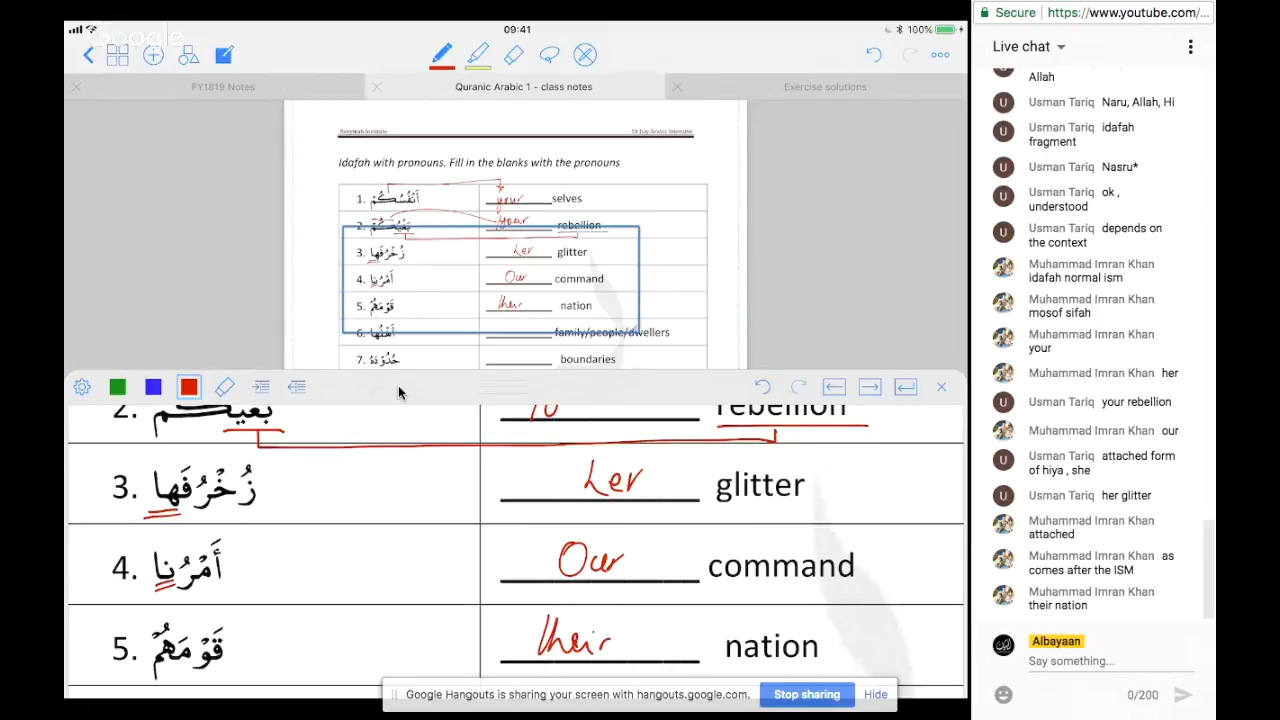 Google
09:41
100%
FY1819 Notes
Quranic Arabic 1 - class notes
Exercise solutions
Idafah with pronouns. Fill in the blanks with the pronouns
1. أَنْفُسُكُمْ your selves
2. بَغْيُكُمْ your rebellion
3. زُخْرُفَها her glitter
4. أَمْرُنا Our command
5. قَوْمَهُمْ their nation
6. أَهْلُها family/people/dwellers
7. حُدُوْدَهُ boundaries
2. بَغْيُكُمْ rebellion
3. زُخْرُفَها her glitter
4. أَمْرُنا Our command
5. قَوْمَهُمْ their nation
Google Hangouts is sharing your screen with hangouts.google.com. Stop sharing Hide
Secure https://www.youtube.com/...
Live chat
Allah
U Usman Tariq Naru, Allah, Hi
U Usman Tariq idafah
fragment
U Usman Tariq Nasru*
U Usman Tariq ok ,
understood
U Usman Tariq depends on
the context
Muhammad Imran Khan
idafah normal ism
Muhammad Imran Khan
mosof sifah
Muhammad Imran Khan
your
Muhammad Imran Khan her
U Usman Tariq your rebellion
Muhammad Imran Khan our
U Usman Tariq attached form
of hiya , she
U Usman Tariq her glitter
Muhammad Imran Khan
attached
Muhammad Imran Khan as
comes after the ISM
Muhammad Imran Khan
their nation
Albayaan
Say something...
0/200